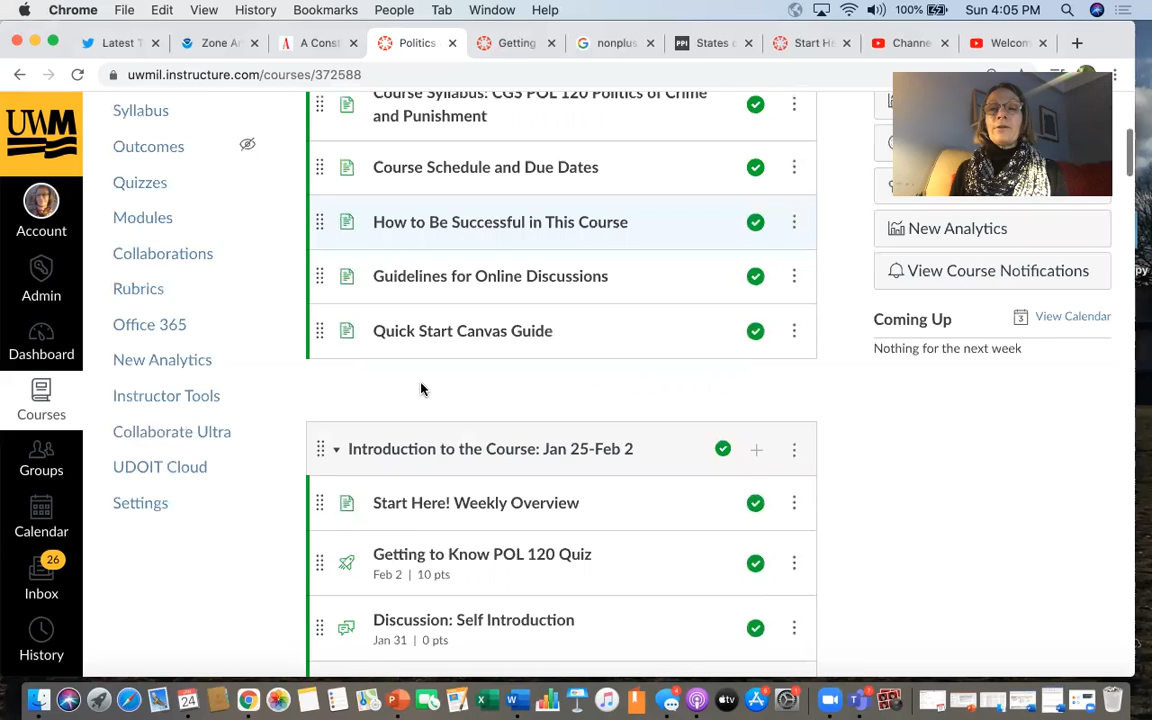 Chrome File Edit View History Bookmarks People Tab Window Help 100% Sun 4:05 PM
Latest T Zone A A Const Politics Getting nonplus States c Start He Channe Welcom
uwmil.instructure.com/courses/372588
UWM
Account
Admin
Dashboard
Courses
Groups
Calendar
26
Inbox
History
Syllabus
Outcomes
Quizzes
Modules
Collaborations
Rubrics
Office 365
New Analytics
Instructor Tools
Collaborate Ultra
UDOIT Cloud
Settings
Course Syllabus: CGS POL 120 Politics of Crime
and Punishment
Course Schedule and Due Dates
How to Be Successful in This Course
Guidelines for Online Discussions
Quick Start Canvas Guide
Introduction to the Course: Jan 25-Feb 2
Start Here! Weekly Overview
Getting to Know POL 120 Quiz
Feb 2 | 10 pts
Discussion: Self Introduction
Jan 31 | 0 pts
New Analytics
View Course Notifications
Coming Up 3 View Calendar
Nothing for the next week